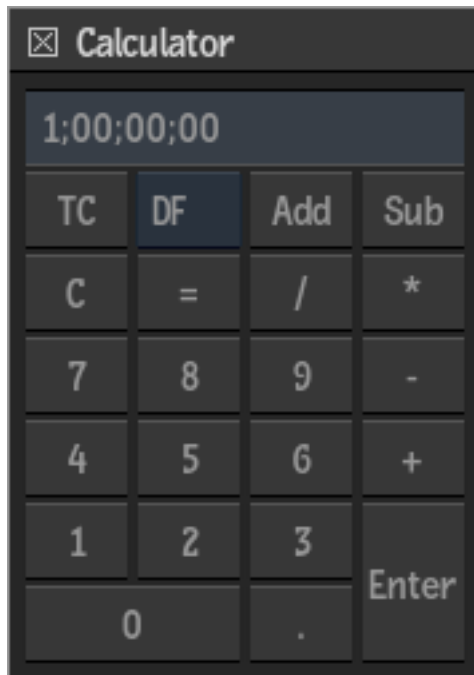 Calculator
1;00;00;00
TC DF Add Sub
C = / *
7 8 9 -
4 5 6 +
1 2 3
Enter
0 .